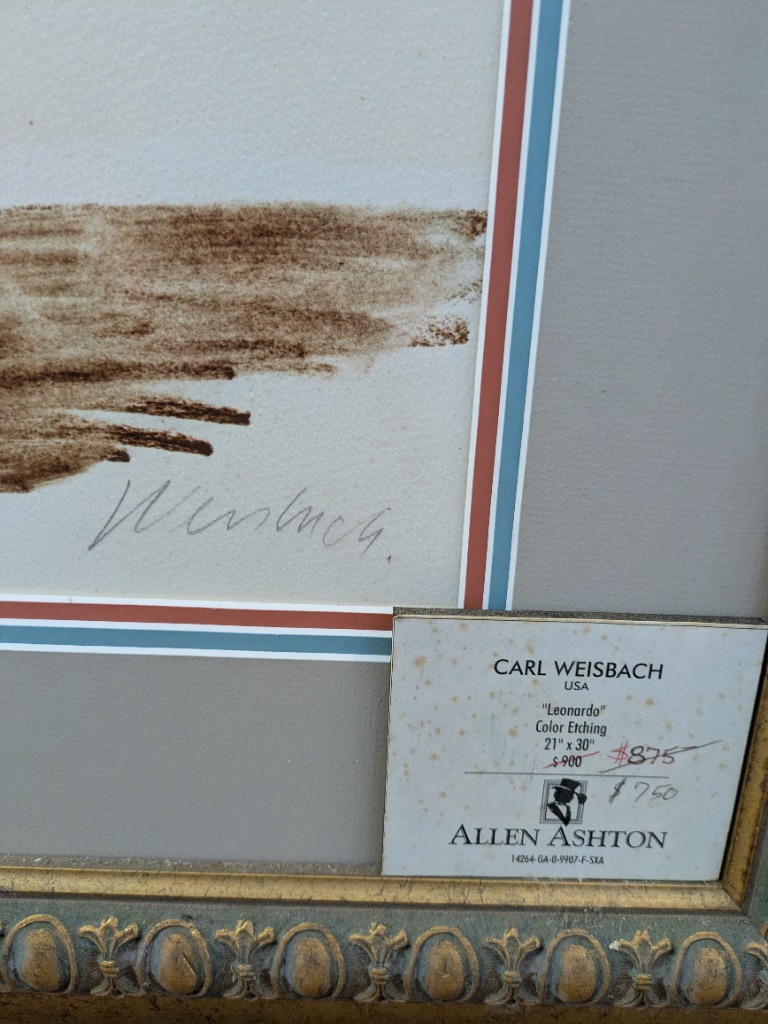 Weisbach.
CARL WEISBACH
USA
"Leonardo"
Color Etching
21" x 30"
$ 900 $875
$750
ALLEN ASHTON
14264-GA-0-9907-F-SXA